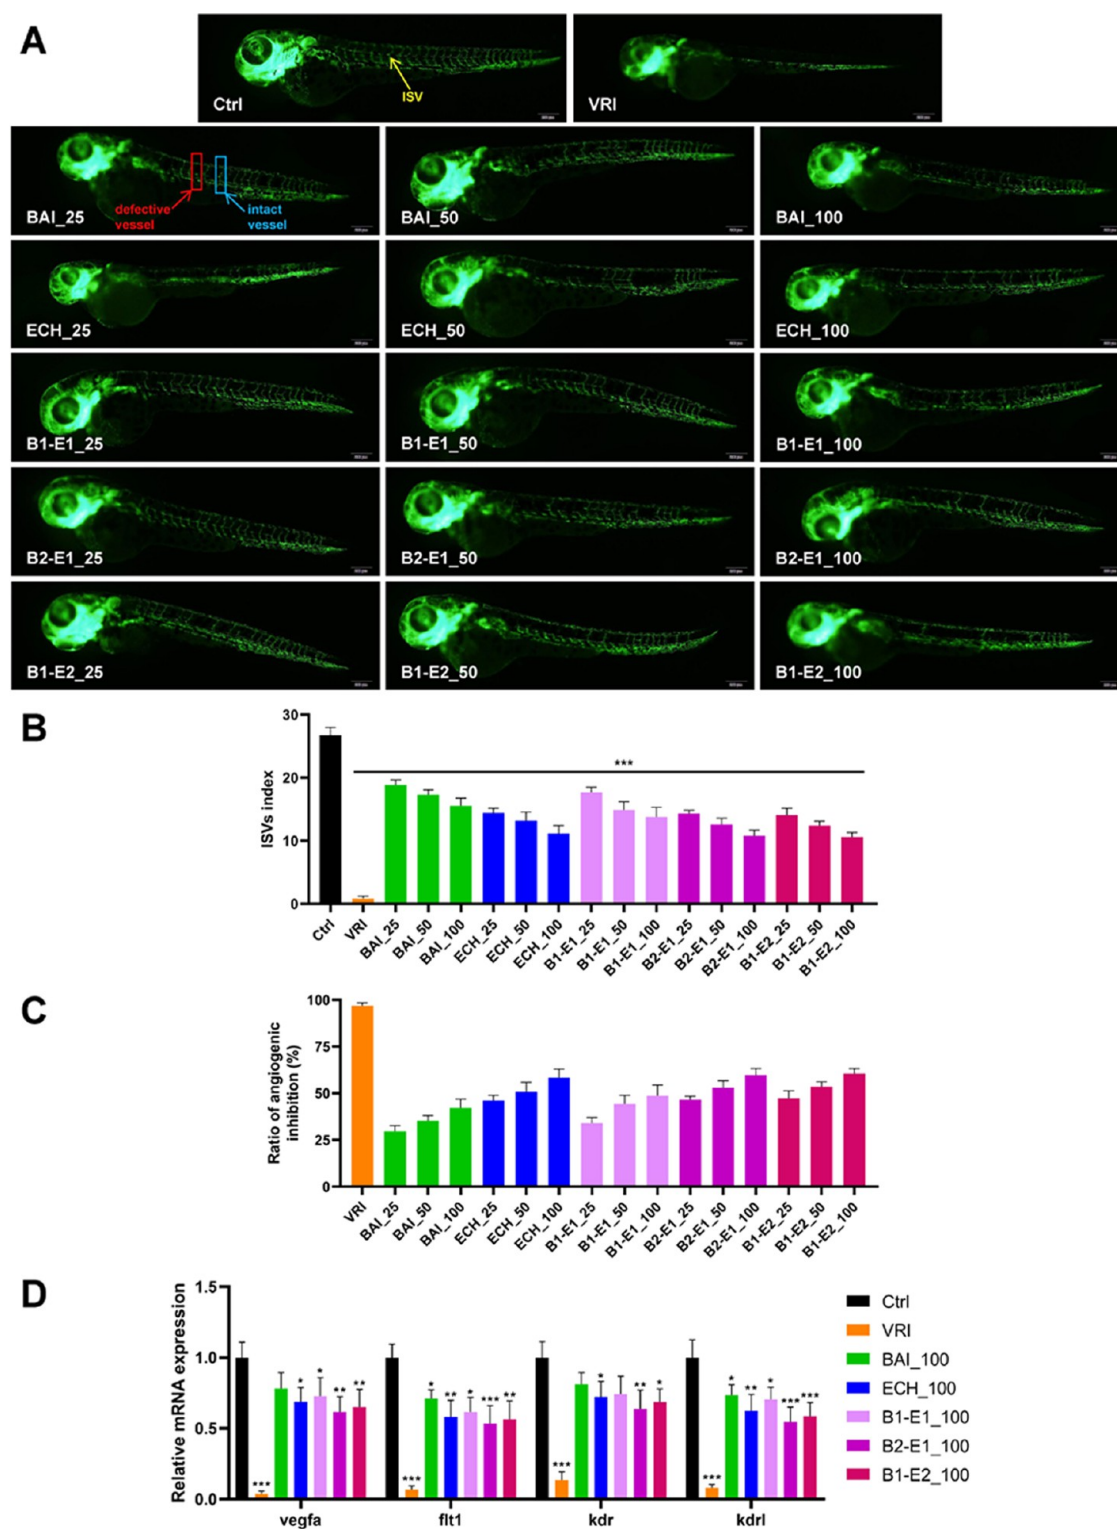 A
Ctrl
ISV
VRI
BAI_25
defective
vessel
intact
vessel
BAI_50
BAI_100
ECH_25
ECH_50
ECH_100
B1-E1_25
B1-E1_50
B1-E1_100
B2-E1_25
B2-E1_50
B2-E1_100
B1-E2_25
B1-E2_50
B1-E2_100
B
ISVs index
30
20
10
0
***
Ctrl
VRI
BAI_25
BAI_50
BAI_100
ECH_25
ECH_50
ECH_100
B1-E1_25
B1-E1_50
B1-E1_100
B2-E1_25
B2-E1_50
B2-E1_100
B1-E2_25
B1-E2_50
B1-E2_100
C
Ratio of angiogenic
inhibition (%)
100
75
50
25
0
VRI
BAI_25
BAI_50
BAI_100
ECH_25
ECH_50
ECH_100
B1-E1_25
B1-E1_50
B1-E1_100
B2-E1_25
B2-E1_50
B2-E1_100
B1-E2_25
B1-E2_50
B1-E2_100
D
Relative mRNA expression
1.5
1.0
0.5
0.0
*** * * ** **
*** * ** * *** **
*** * ** *
*** * ** * *** ***
vegfa flt1 kdr kdrl
Ctrl
VRI
BAI_100
ECH_100
B1-E1_100
B2-E1_100
B1-E2_100